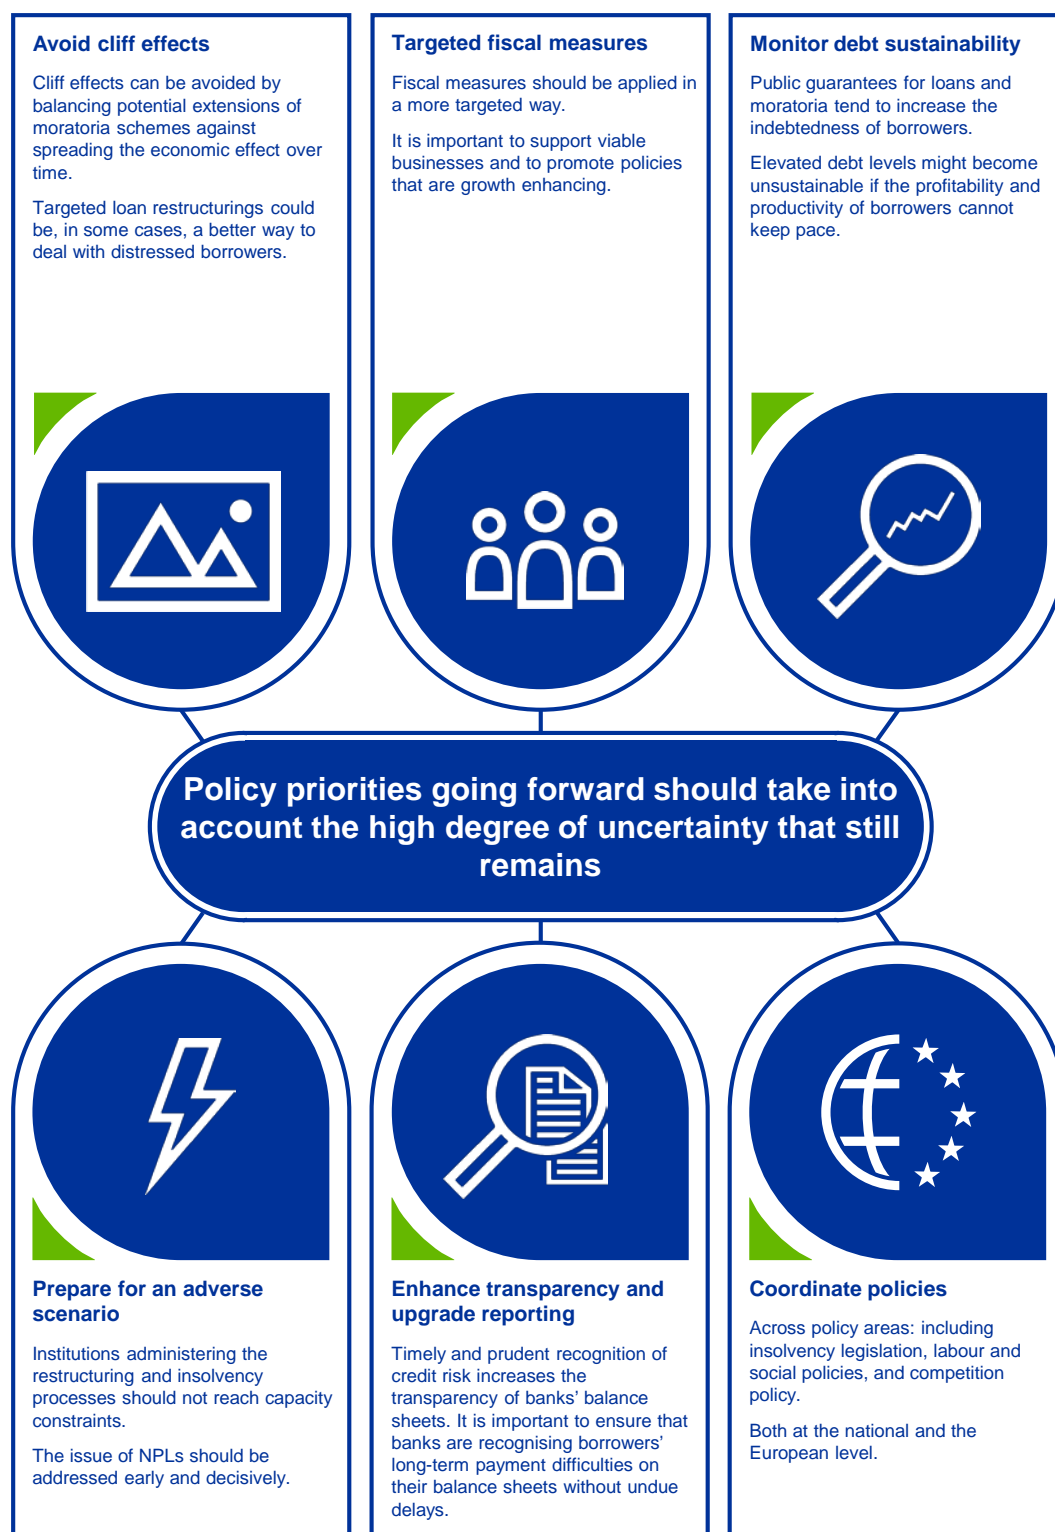 Avoid cliff effects
Cliff effects can be avoided by
balancing potential extensions of
moratoria schemes against
spreading the economic effect over
time.
Targeted loan restructurings could
be, in some cases, a better way to
deal with distressed borrowers.
Targeted fiscal measures
Fiscal measures should be applied in
a more targeted way.
It is important to support viable
businesses and to promote policies
that are growth enhancing.
Monitor debt sustainability
Public guarantees for loans and
moratoria tend to increase the
indebtedness of borrowers.
Elevated debt levels might become
unsustainable if the profitability and
productivity of borrowers cannot
keep pace.
Policy priorities going forward should take into
account the high degree of uncertainty that still
remains
Prepare for an adverse
scenario
Institutions administering the
restructuring and insolvency
processes should not reach capacity
constraints.
The issue of NPLs should be
addressed early and decisively.
Enhance transparency and
upgrade reporting
Timely and prudent recognition of
credit risk increases the
transparency of banks’ balance
sheets. It is important to ensure that
banks are recognising borrowers’
long-term payment difficulties on
their balance sheets without undue
delays.
Coordinate policies
Across policy areas: including
insolvency legislation, labour and
social policies, and competition
policy.
Both at the national and the
European level.